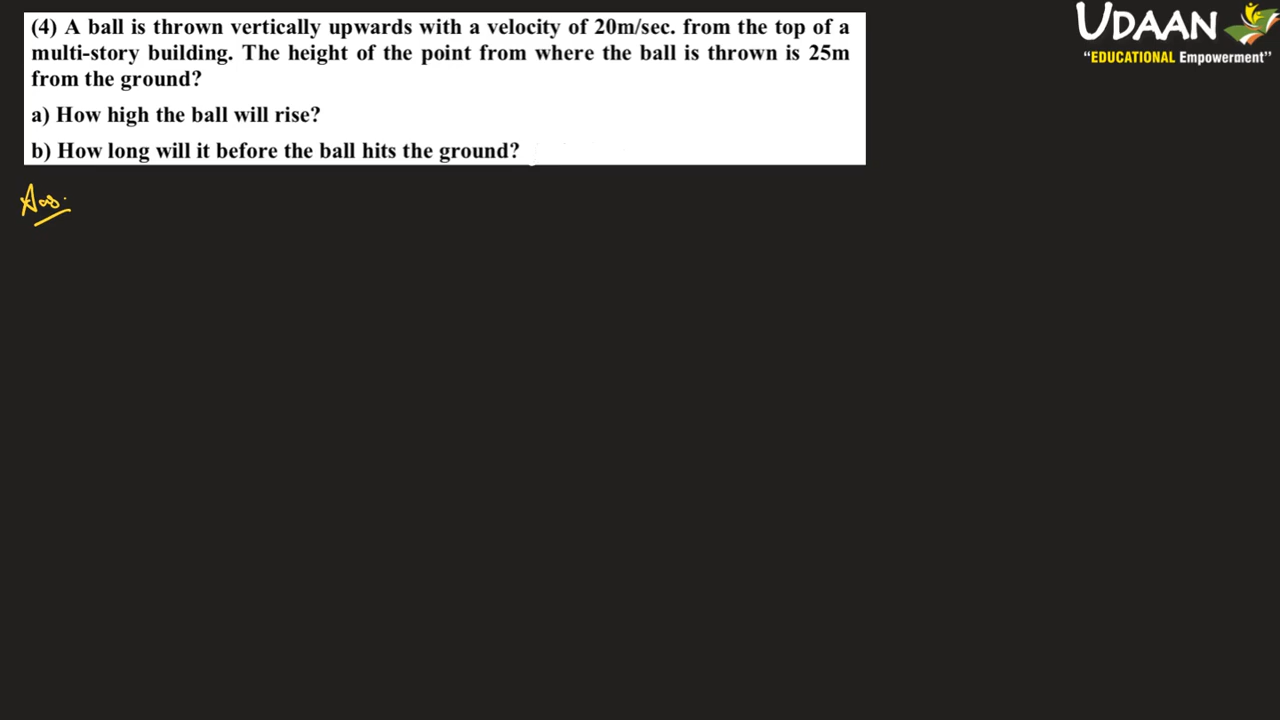 (4) A ball is thrown vertically upwards with a velocity of 20m/sec. from the top of a
multi-story building. The height of the point from where the ball is thrown is 25m
from the ground?
a) How high the ball will rise?
b) How long will it before the ball hits the ground?
UDAAN
“EDUCATIONAL Empowerment”